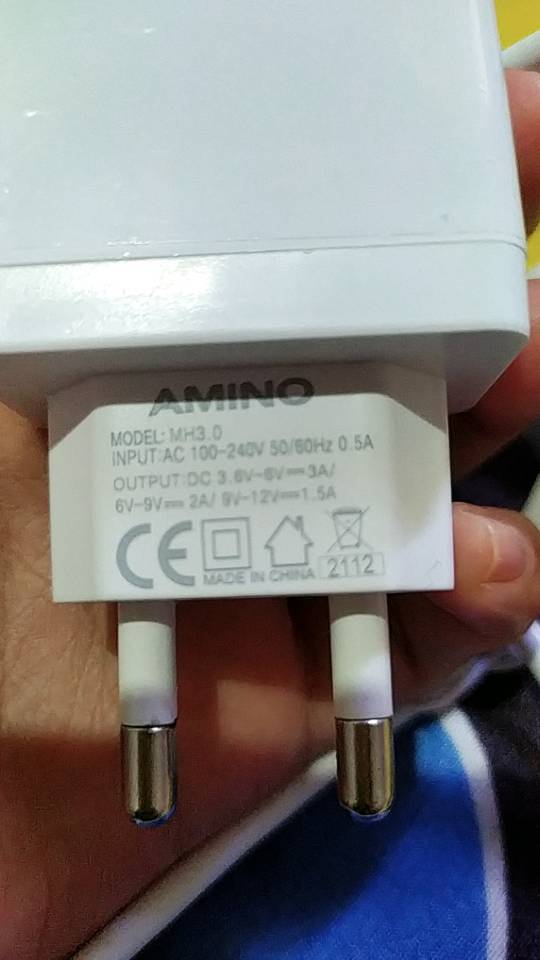 AMINO
MODEL: MH3.0
INPUT:AC 100-240V 50/60Hz 0.5A
OUTPUT:DC 3.6V-6V⎓3A/
6V-9V⎓ 2A/ 9V-12V⎓1.5A
CE
MADE IN CHINA 2112